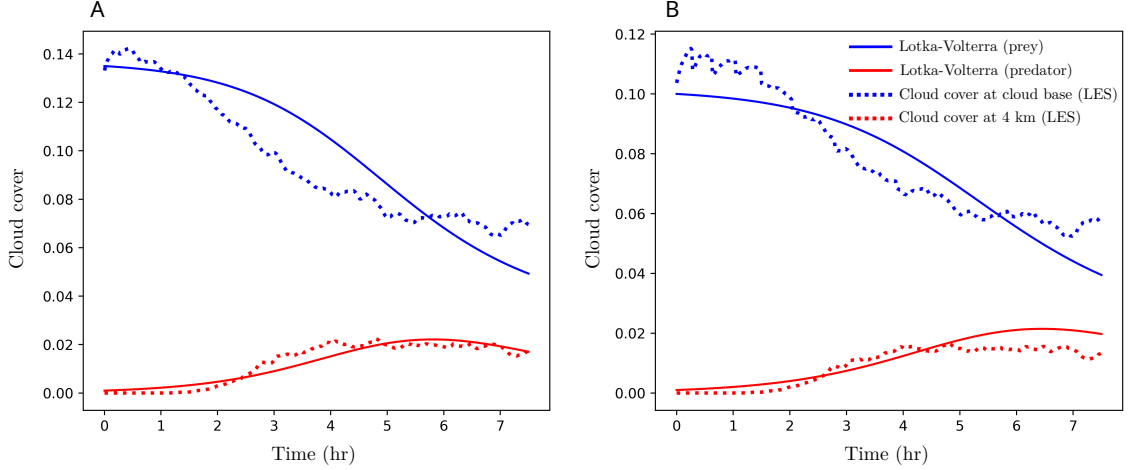 A
0.14
0.12
0.10
0.08
0.06
0.04
0.02
0.00
Cloud cover
0 1 2 3 4 5 6 7
Time (hr)
B
0.12
0.10
0.08
0.06
0.04
0.02
0.00
Cloud cover
Lotka-Volterra (prey)
Lotka-Volterra (predator)
Cloud cover at cloud base (LES)
Cloud cover at 4 km (LES)
0 1 2 3 4 5 6 7
Time (hr)